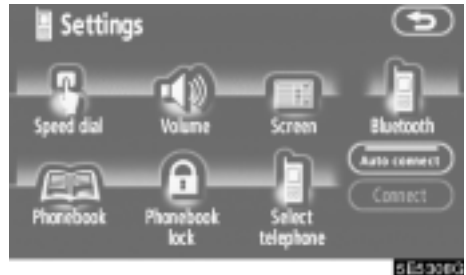 Settings
Speed dial Volume Screen Bluetooth
Auto connect
Connect
Phonebook Phonebook lock Select telephone